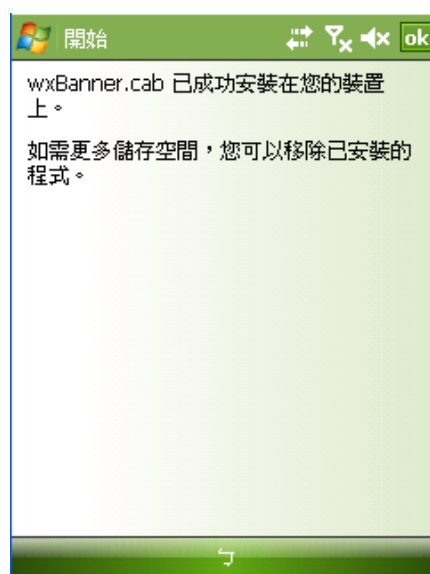 開始 ok
wxBanner.cab 已成功安裝在您的裝置
上。
如需更多儲存空間，您可以移除已安裝的
程式。
ㄅ